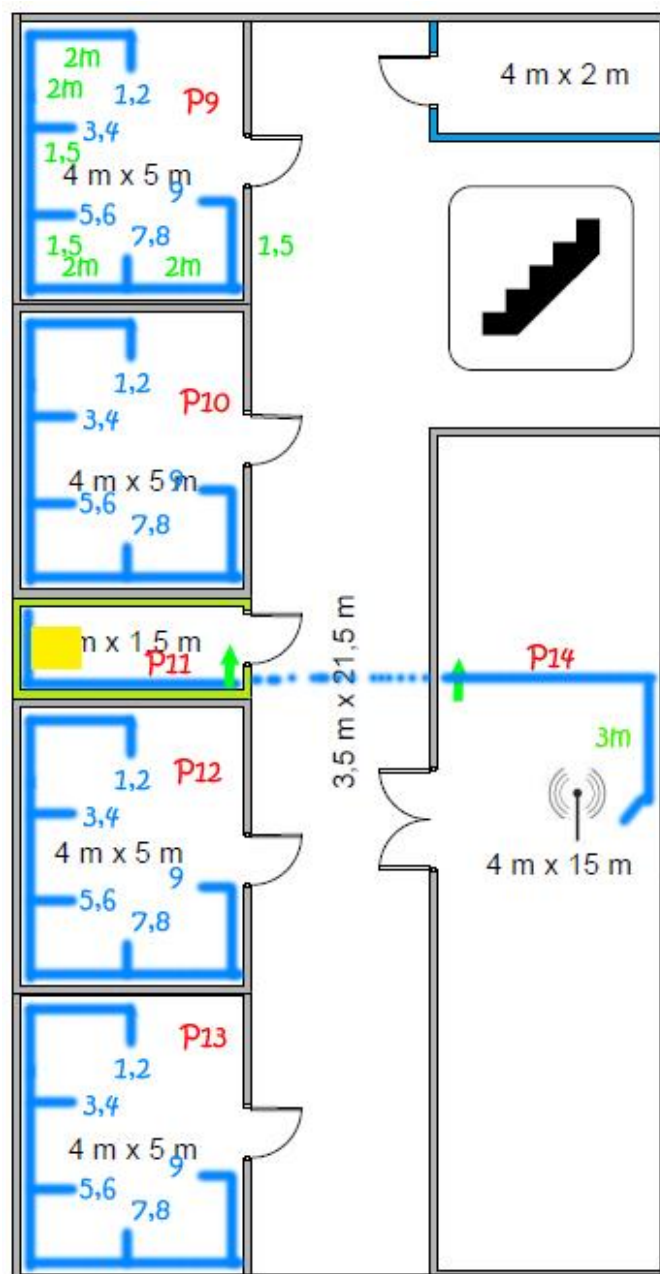 4 m x 2 m
2m
2m
1,2
P9
3,4
1,5
4 m x 5 m
9
5,6
7,8
1,5
2m
2m
1,5
1,2
P10
3,4
4 m x 5 m
9
5,6
7,8
m x 1,5 m
P11
3,5 m x 21,5 m
P14
3m
4 m x 15 m
1,2
P12
3,4
4 m x 5 m
9
5,6
7,8
P13
1,2
3,4
4 m x 5 m
9
5,6
7,8